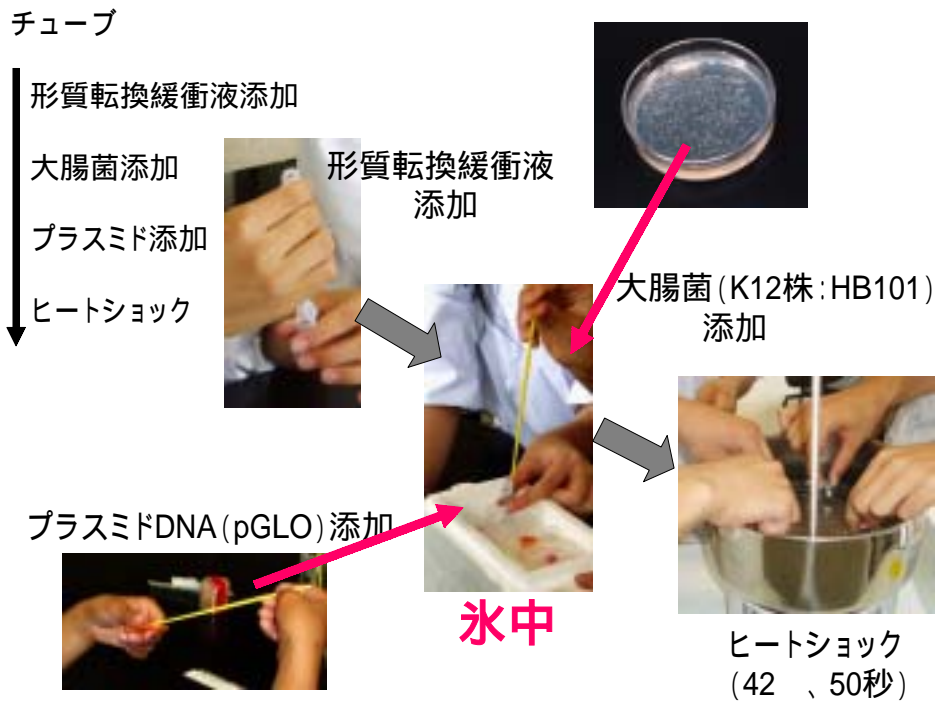 チューブ
形質転換緩衝液添加
大腸菌添加
プラスミド添加
ヒートショック
形質転換緩衝液
添加
大腸菌(K12株:HB101)
添加
プラスミドDNA(pGLO)添加
氷中
ヒートショック
(42　、50秒)